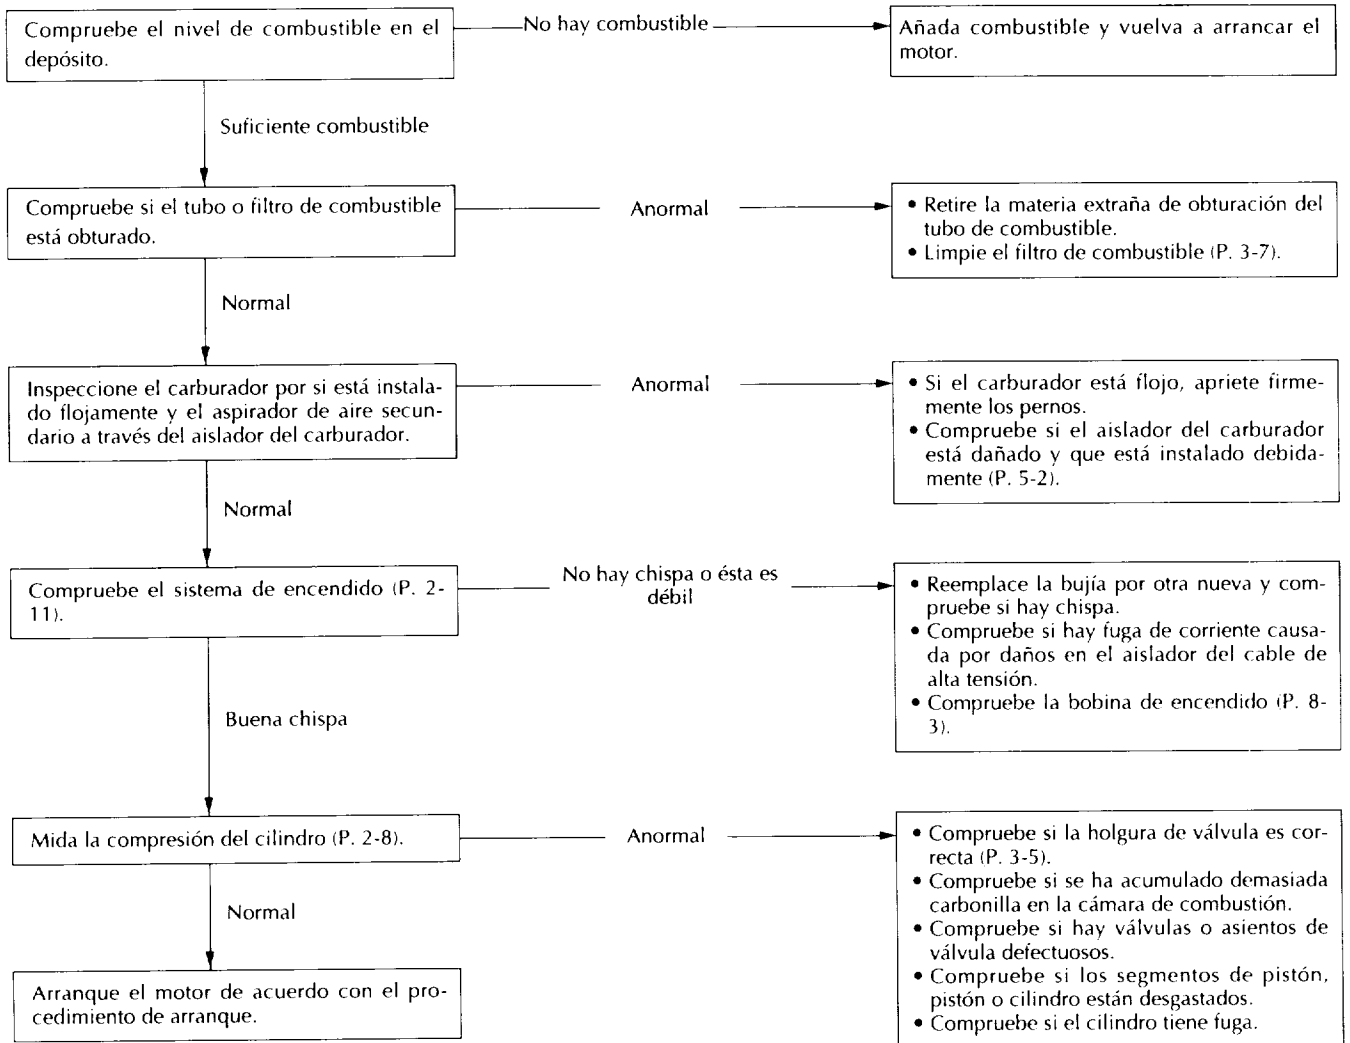 Compruebe el nivel de combustible en el
depósito.
No hay combustible
Añada combustible y vuelva a arrancar el
motor.
Suficiente combustible
Compruebe si el tubo o filtro de combustible
está obturado.
Anormal
• Retire la materia extraña de obturación del
tubo de combustible.
• Limpie el filtro de combustible (P. 3-7).
Normal
Inspeccione el carburador por si está instala-
do flojamente y el aspirador de aire secun-
dario a través del aislador del carburador.
Anormal
• Si el carburador está flojo, apriete firme-
mente los pernos.
• Compruebe si el aislador del carburador
está dañado y que está instalado debida-
mente (P. 5-2).
Normal
Compruebe el sistema de encendido (P. 2-
11).
No hay chispa o ésta es
débil
• Reemplace la bujía por otra nueva y com-
pruebe si hay chispa.
• Compruebe si hay fuga de corriente causa-
da por daños en el aislador del cable de
alta tensión.
• Compruebe la bobina de encendido (P. 8-
3).
Buena chispa
Mida la compresión del cilindro (P. 2-8).
Anormal
• Compruebe si la holgura de válvula es cor-
recta (P. 3-5).
• Compruebe si se ha acumulado demasiada
carbonilla en la cámara de combustión.
• Compruebe si hay válvulas o asientos de
válvula defectuosos.
• Compruebe si los segmentos de pistón,
pistón o cilindro están desgastados.
• Compruebe si el cilindro tiene fuga.
Normal
Arranque el motor de acuerdo con el pro-
cedimiento de arranque.